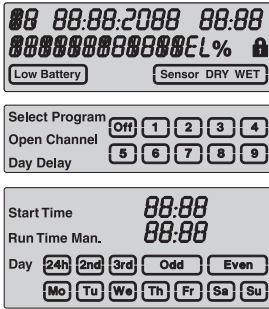 88 88:88:2088 88:88
88888888888EL%
Low Battery Sensor DRY WET
Select Program Off 1 2 3 4
Open Channel
Day Delay 5 6 7 8 9
Start Time 88:88
Run Time Man. 88:88
Day 24h 2nd 3rd Odd Even
Mo Tu We Th Fr Sa Su